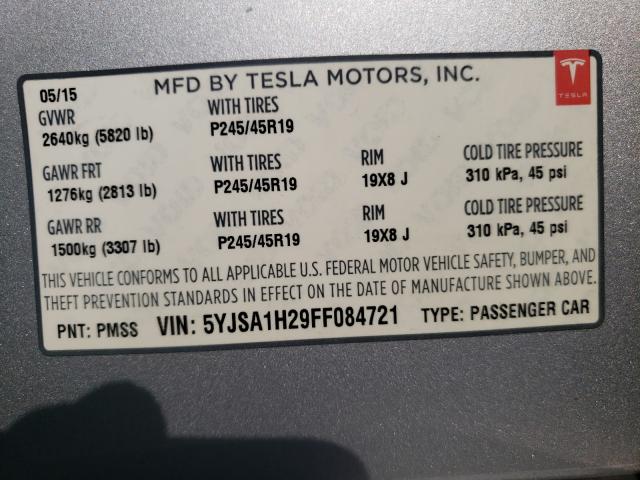 05/15 MFD BY TESLA MOTORS, INC.
TESLA
GVWR WITH TIRES
2640kg (5820 lb) P245/45R19
GAWR FRT WITH TIRES RIM COLD TIRE PRESSURE
1276kg (2813 lb) P245/45R19 19X8 J 310 kPa, 45 psi
GAWR RR WITH TIRES RIM COLD TIRE PRESSURE
1500kg (3307 lb) P245/45R19 19X8 J 310 kPa, 45 psi
THIS VEHICLE CONFORMS TO ALL APPLICABLE U.S. FEDERAL MOTOR VEHICLE SAFETY, BUMPER, AND
THEFT PREVENTION STANDARDS IN EFFECT ON THE DATE OF MANUFACTURE SHOWN ABOVE.
PNT: PMSS VIN: 5YJSA1H29FF084721 TYPE: PASSENGER CAR